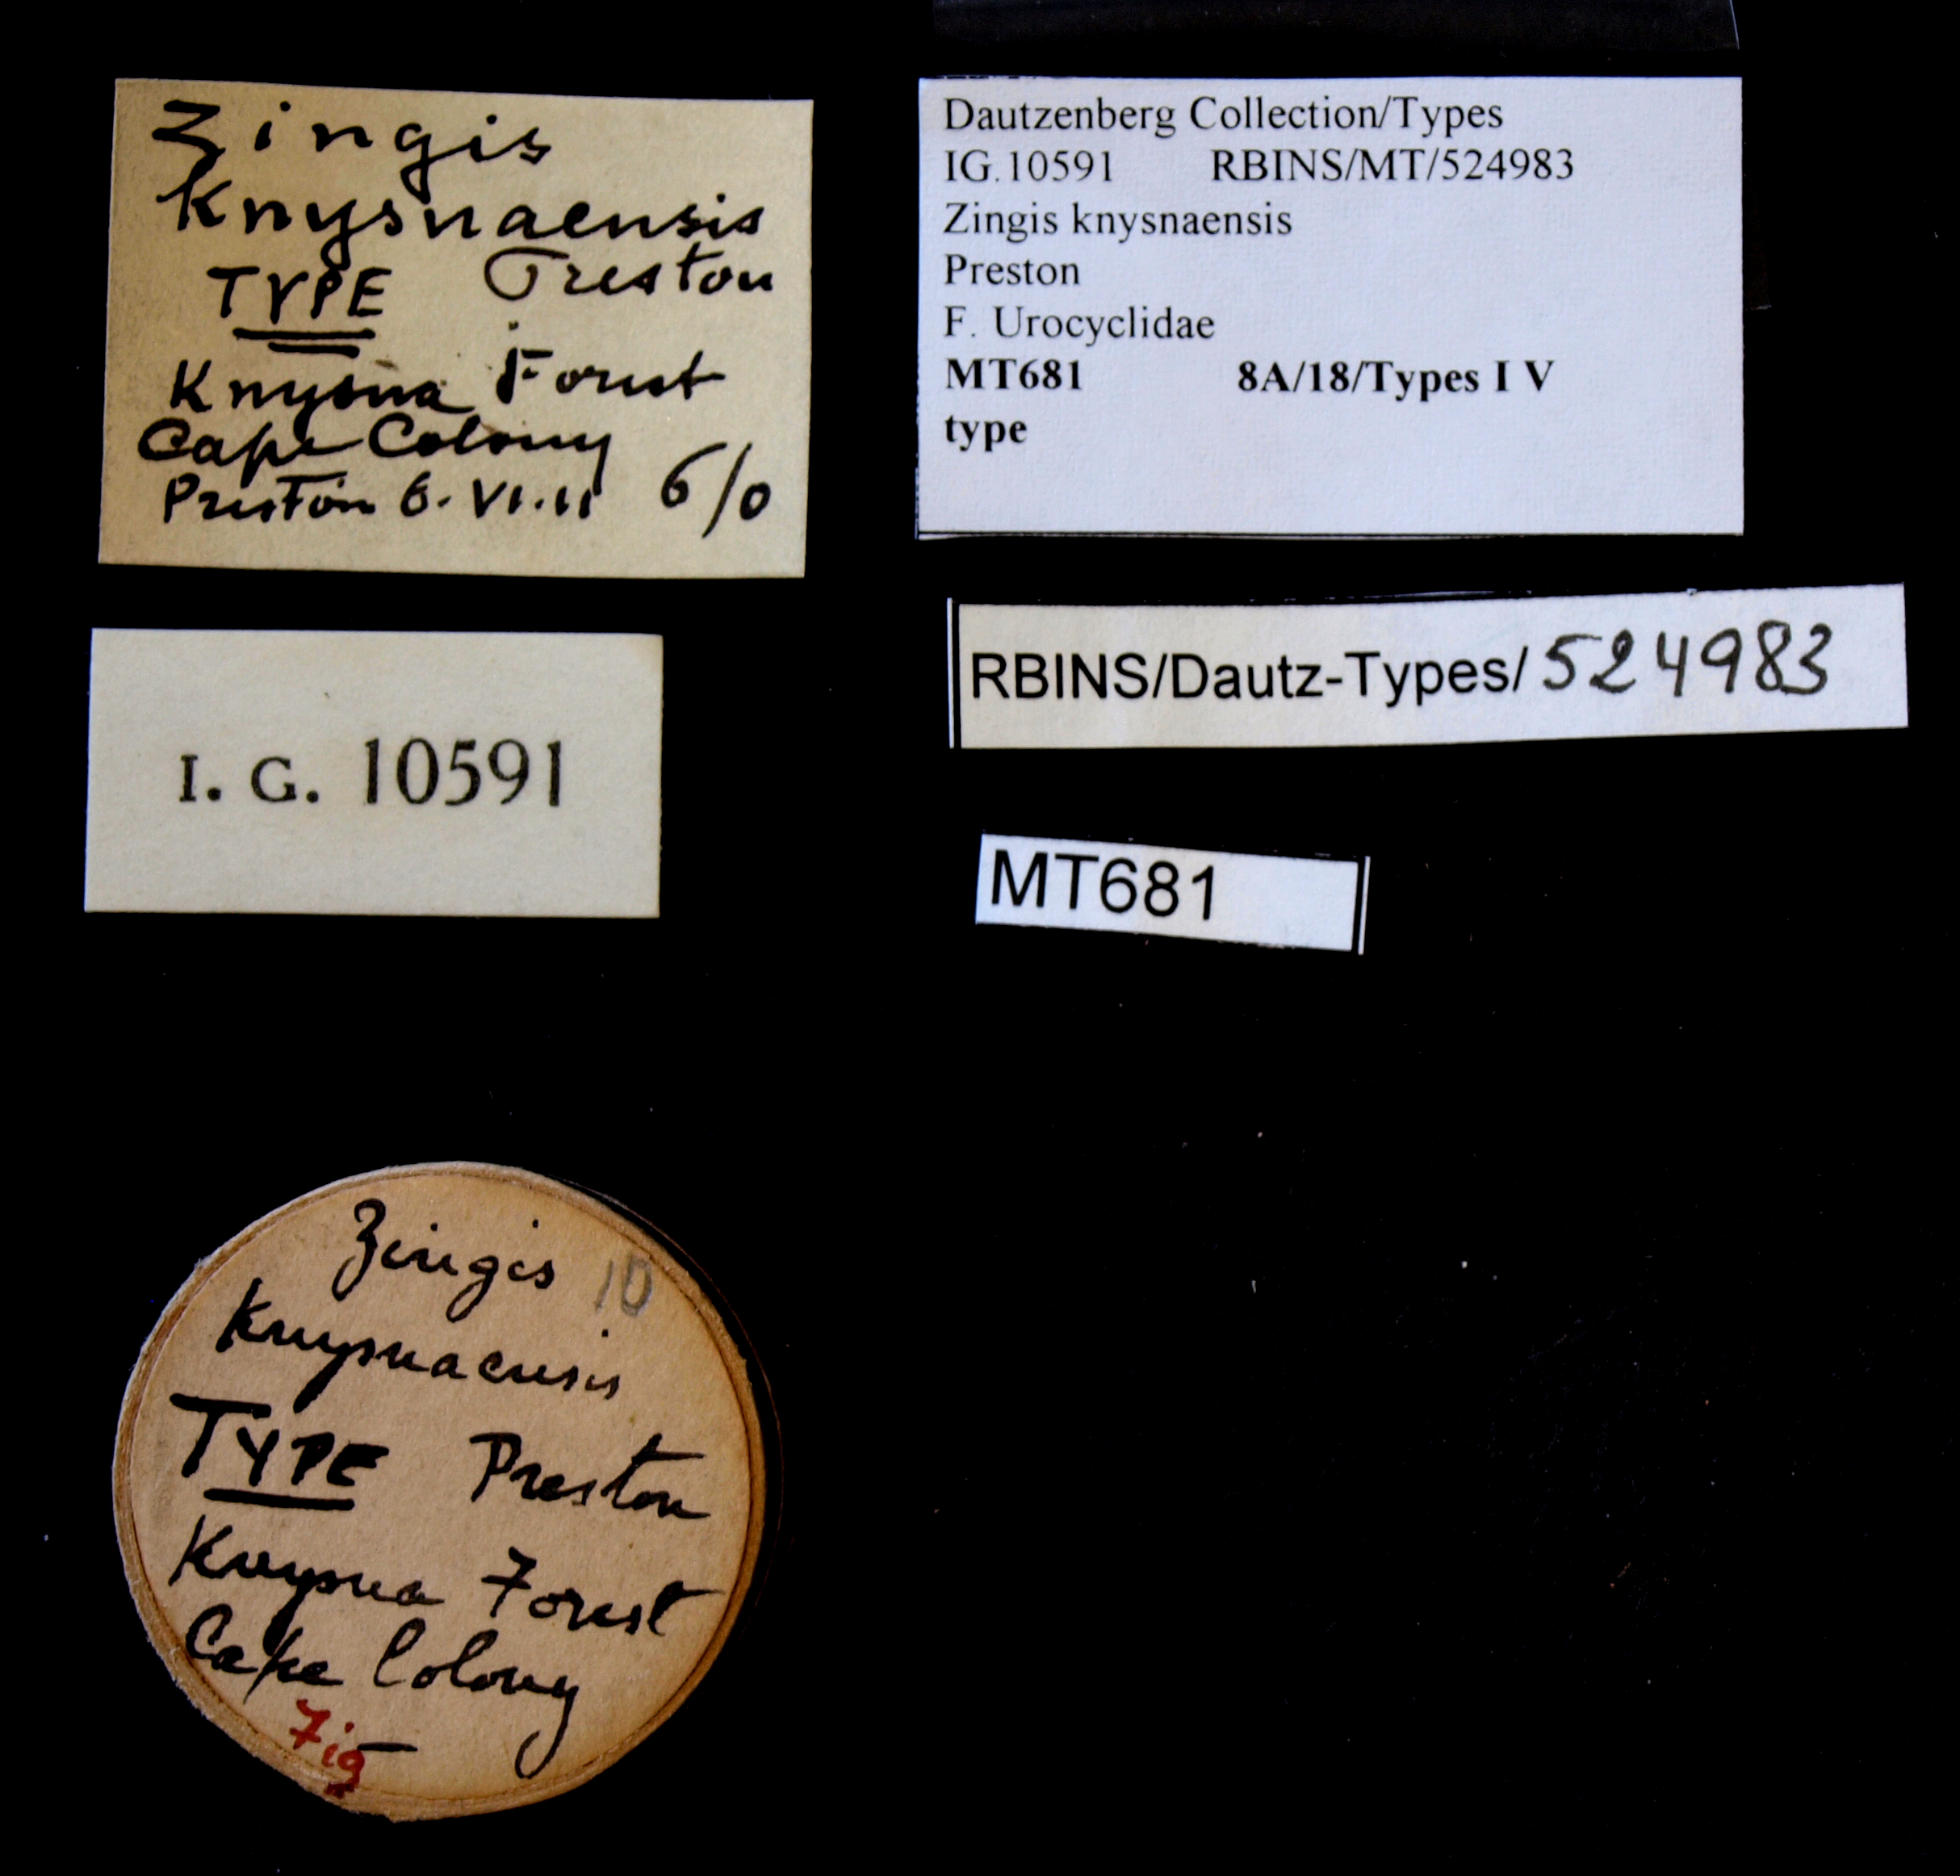 Zingis
Knysnaensis
TYPE Preston
Knysna Forest
Cape Colony
Preston 6.VI.11 6/0
Dautzenberg Collection/Types
IG.10591 RBINS/MT/524983
Zingis knysnaensis
Preston
F. Urocyclidae
MT681 8A/18/Types I V
type
I. G. 10591
RBINS/Dautz-Types/524983
MT681
Zingis 10
Knysnaensis
TYPE Preston
Knysna Forest
Cape Colony
Fig